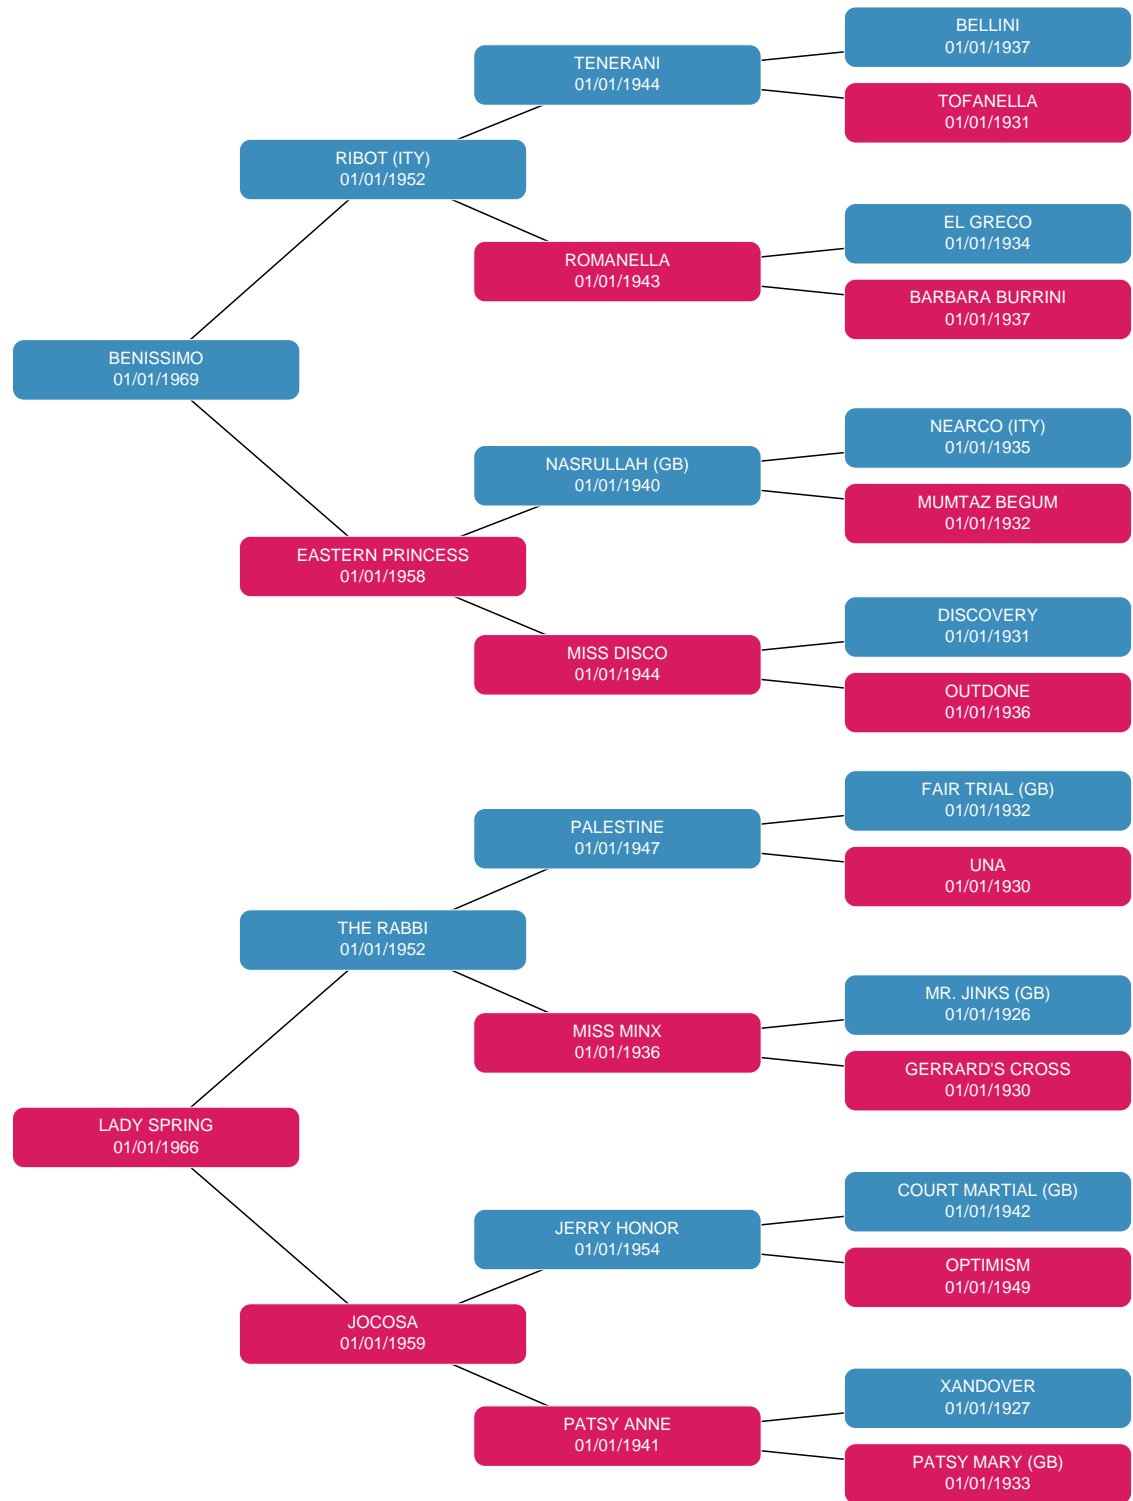 BELLINI
01/01/1937
TENERANI
01/01/1944
TOFANELLA
01/01/1931
RIBOT (ITY)
01/01/1952
EL GRECO
01/01/1934
ROMANELLA
01/01/1943
BARBARA BURRINI
01/01/1937
BENISSIMO
01/01/1969
NEARCO (ITY)
01/01/1935
NASRULLAH (GB)
01/01/1940
MUMTAZ BEGUM
01/01/1932
EASTERN PRINCESS
01/01/1958
DISCOVERY
01/01/1931
MISS DISCO
01/01/1944
OUTDONE
01/01/1936
FAIR TRIAL (GB)
01/01/1932
PALESTINE
01/01/1947
UNA
01/01/1930
THE RABBI
01/01/1952
MR. JINKS (GB)
01/01/1926
MISS MINX
01/01/1936
GERRARD'S CROSS
01/01/1930
LADY SPRING
01/01/1966
COURT MARTIAL (GB)
01/01/1942
JERRY HONOR
01/01/1954
OPTIMISM
01/01/1949
JOCOSA
01/01/1959
XANDOVER
01/01/1927
PATSY ANNE
01/01/1941
PATSY MARY (GB)
01/01/1933